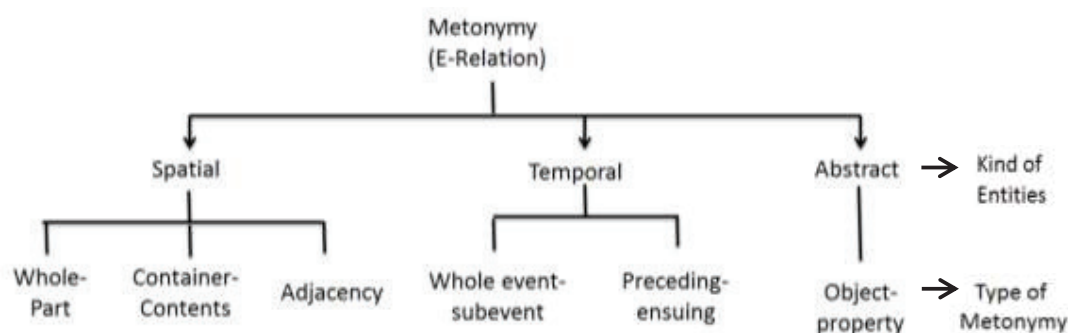 Metonymy
(E-Relation)
Spatial
Temporal
Abstract
Kind of
Entities
Whole-
Part
Container-
Contents
Adjacency
Whole event-
subevent
Preceding-
ensuing
Object-
property
Type of
Metonymy